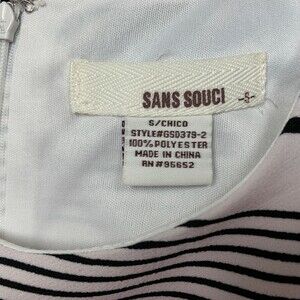 SANS SOUCI -S-
S/CHICO
STYLE#GSD379-2
100% POLYESTER
MADE IN CHINA
RN #95652